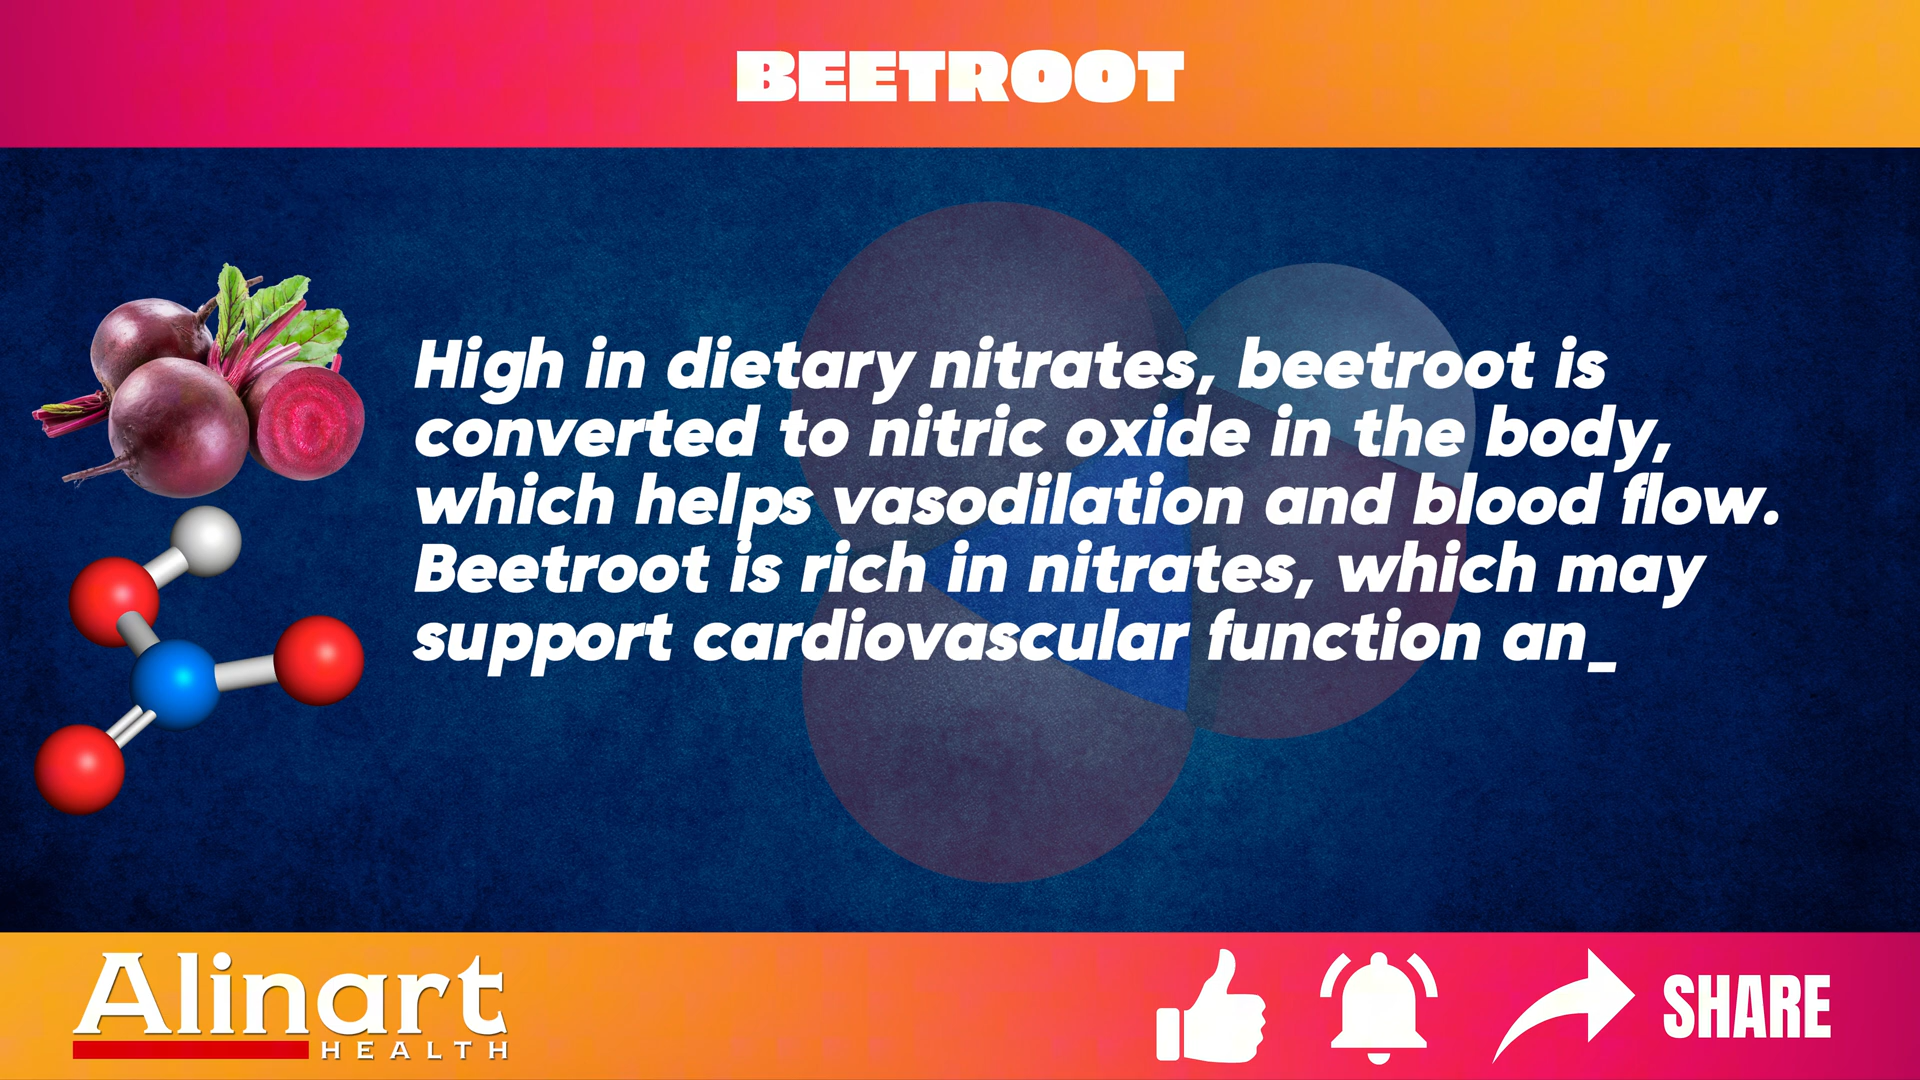 BEETROOT
High in dietary nitrates, beetroot is
converted to nitric oxide in the body,
which helps vasodilation and blood flow.
Beetroot is rich in nitrates, which may
support cardiovascular function an_
Alinart
HEALTH
SHARE